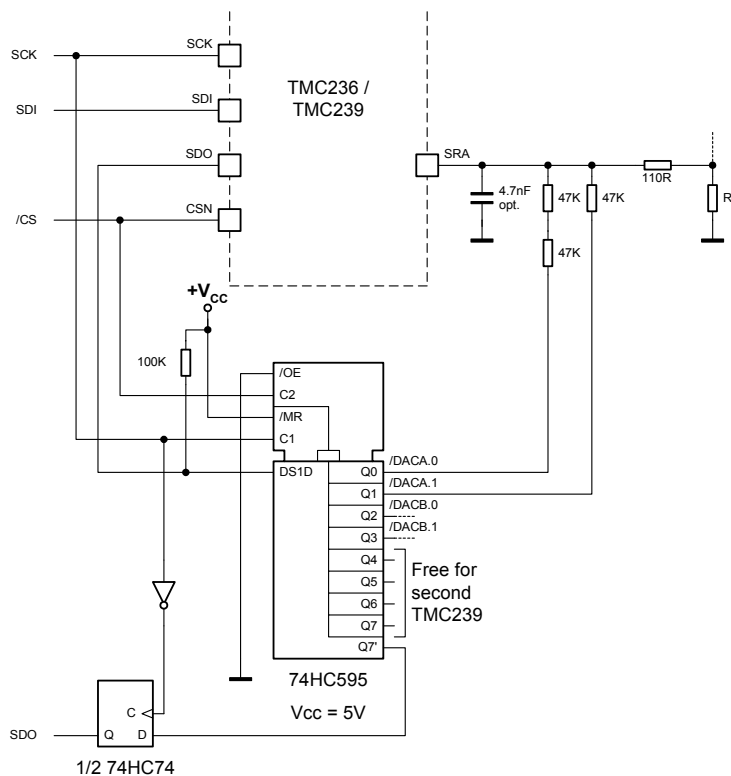 SCK
SCK
TMC236 /
TMC239
SDI
SDI
SDO
SRA
110R
4.7nF
opt.
47K
47K
R
/CS
CSN
47K
+VCC
100K
/OE
C2
/MR
C1
DS1D
Q0
/DACA.0
Q1
/DACA.1
Q2
/DACB.0
Q3
/DACB.1
Q4
Q5
Q6
Q7
Free for
second
TMC239
Q7'
74HC595
Vcc = 5V
C
SDO
Q
D
1/2 74HC74